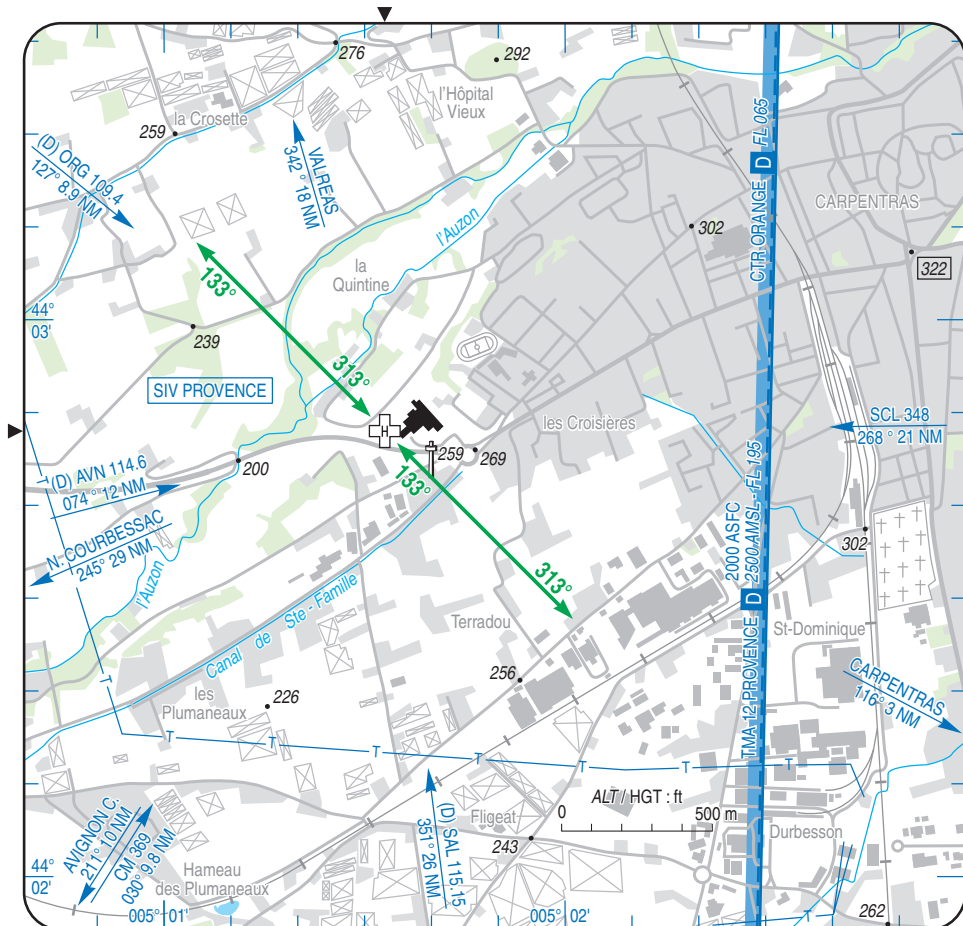 276
292
l'Hôpital
Vieux
la Crosette
259
(D) ORG 109.4
127° 8.9 NM
VALREAS
342° 18 NM
l'Auzon
CTR ORANGE D FL 065
CARPENTRAS
302
322
la
Quintine
133°
313°
44°
03'
239
SIV PROVENCE
les Croisières
SCL 348
268° 21 NM
H
259
269
200
(D) AVN 114.6
074° 12 NM
133°
313°
N. COURBESSAC
245° 29 NM
l'Auzon
Canal de Ste-Famille
2000 ASFC
TMA 12 PROVENCE D 2500 AMSL-FL 195
302
Terradou
St-Dominique
256
CARPENTRAS
116° 3 NM
les
Plumaneaux
226
T
T
T
T
T
T
T
T
ALT / HGT : ft
0
500 m
AVIGNON C.
211° 10 NM
CM 369
030° 9.8 NM
(D) SAL 115.15
351° 26 NM
Fligeat
243
Durbesson
Hameau
des Plumaneaux
44°
02'
005° 01'
005° 02'
262